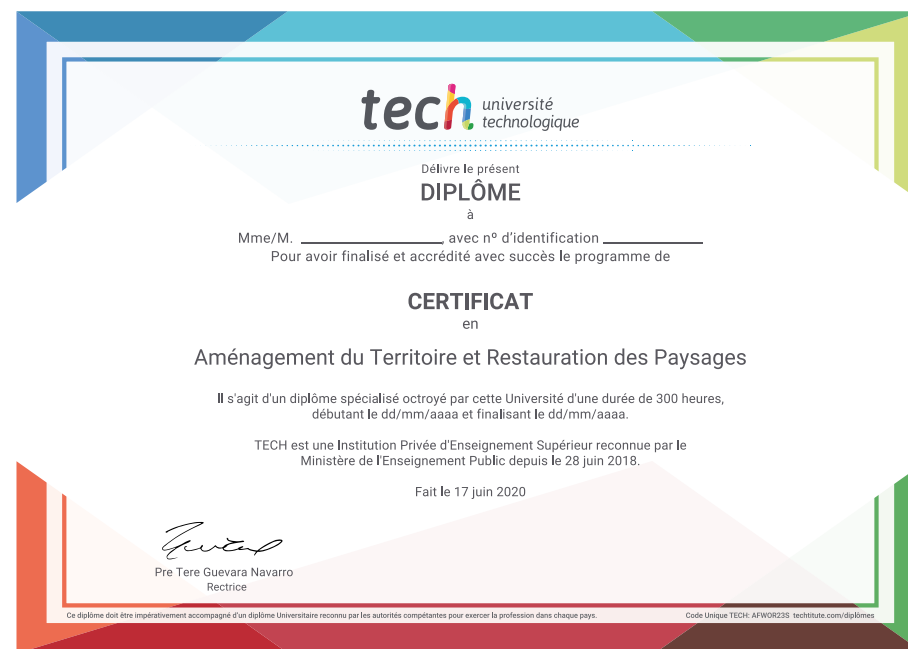 tech université
technologique
Délivre le présent
DIPLÔME
à
Mme/M. ____________________, avec nº d'identification ______________
Pour avoir finalisé et accrédité avec succès le programme de
CERTIFICAT
en
Aménagement du Territoire et Restauration des Paysages
Il s'agit d'un diplôme spécialisé octroyé par cette Université d'une durée de 300 heures,
débutant le dd/mm/aaaa et finalisant le dd/mm/aaaa.
TECH est une Institution Privée d'Enseignement Supérieur reconnue par le
Ministère de l'Enseignement Public depuis le 28 juin 2018.
Fait le 17 juin 2020
Pre Tere Guevara Navarro
Rectrice
Ce diplôme doit être impérativement accompagné d'un diplôme Universitaire reconnu par les autorités compétentes pour exercer la profession dans chaque pays. Code Unique TECH: AFWOR23S techtitute.com/diplômes